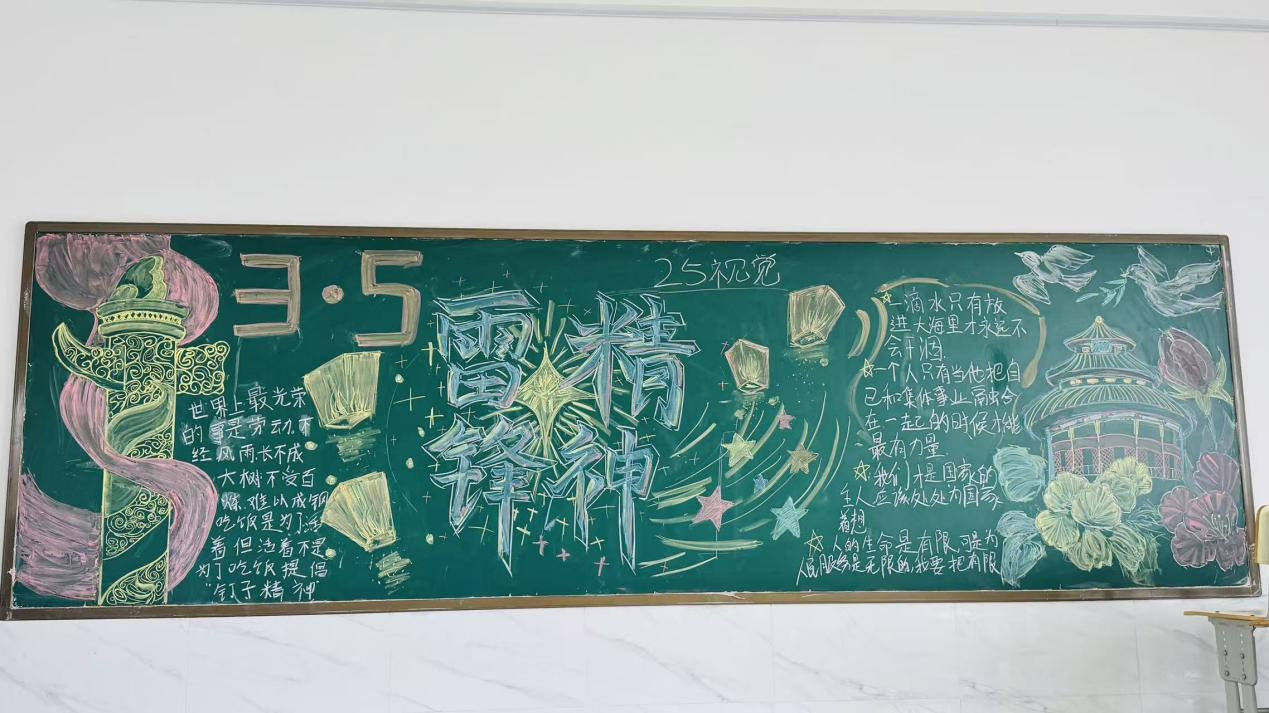 3·5
雷锋
精神
25视觉
世界上最光荣
的事是劳动,不
经风雨长不成
大树不受百
炼难以成钢
吃饭是为了活
着但活着不是
为了吃饭提倡
"钉子精神
一滴水只有放
进大海里才永远不
会干涸
一个人只有当他把自
己和集体事业融合
在一起的时候才能
最有力量
我们才是国家的
主应该处处为国家
着想
人的生命是有限,可是为
人民服务是无限的,我要把有限